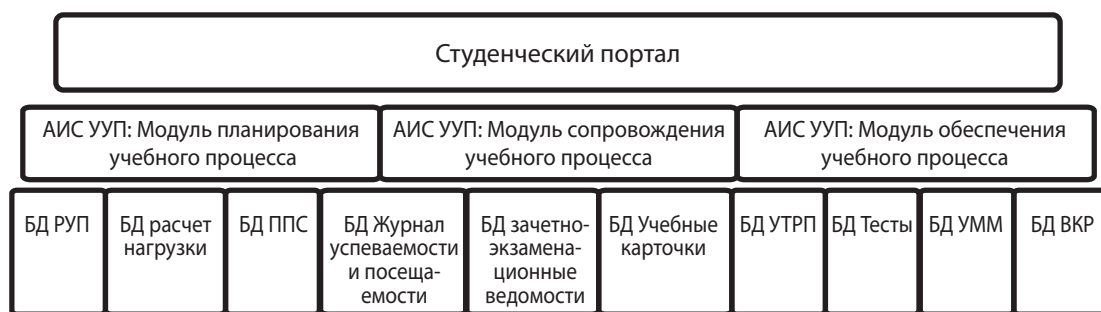 Студенческий портал
АИС УУП: Модуль планирования
учебного процесса
АИС УУП: Модуль сопровождения
учебного процесса
АИС УУП: Модуль обеспечения
учебного процесса
БД РУП
БД расчет
нагрузки
БД ППС
БД Журнал
успеваемости
и посеща-
емости
БД зачетно-
экзамена-
ционные
ведомости
БД Учебные
карточки
БД УТРП
БД Тесты
БД УММ
БД ВКР